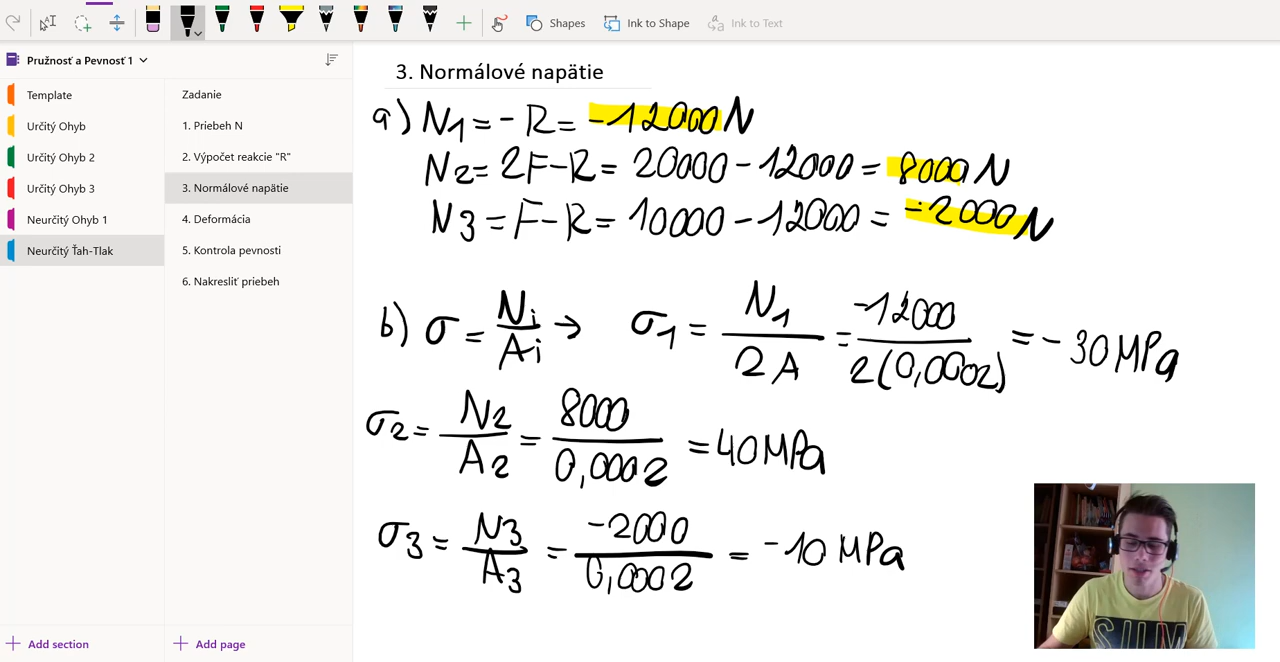 Shapes
Ink to Shape
Ink to Text
Pružnosť a Pevnosť 1
Template
Určitý Ohyb
Určitý Ohyb 2
Určitý Ohyb 3
Neurčitý Ohyb 1
Neurčitý Ťah-Tlak
Add section
Zadanie
1. Priebeh N
2. Výpočet reakcie "R"
3. Normálové napätie
4. Deformácia
5. Kontrola pevnosti
6. Nakresliť priebeh
Add page
3. Normálové napätie
a) N1 = -R = -12000 N
N2 = 2F-R = 20000 - 12000 = 8000 N
N3 = F-R = 10000 - 12000 = -2000 N
b) σ = Ni/Ai → σ1 = N1/2A = -12000/2(0,0002) = -30 MPa
σ2 = N2/A2 = 8000/0,0002 = 40 MPa
σ3 = N3/A3 = -2000/0,0002 = -10 MPa